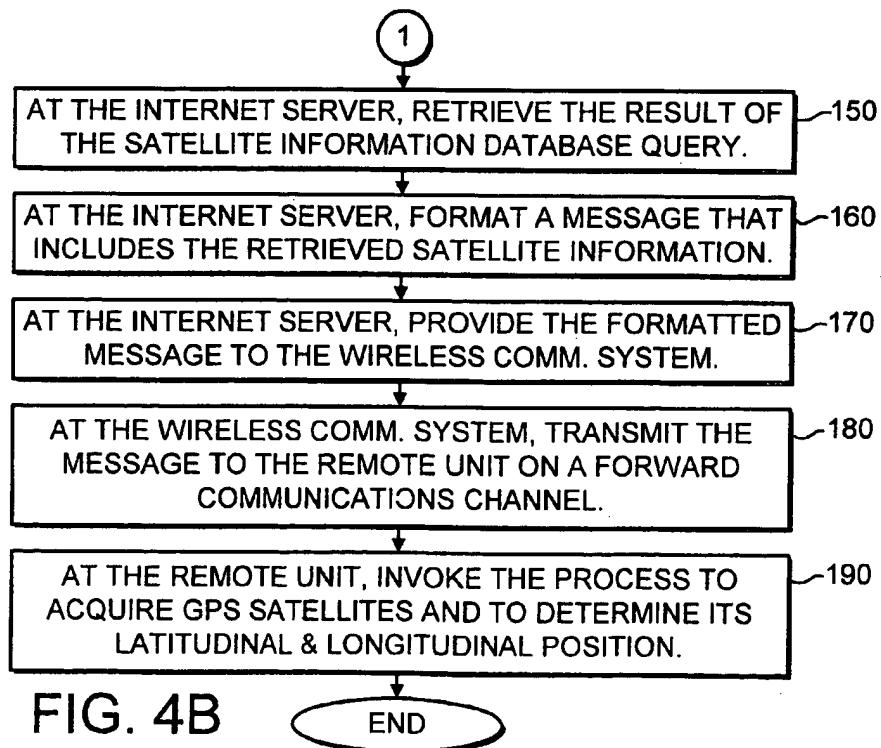 1
AT THE INTERNET SERVER, RETRIEVE THE RESULT OF
THE SATELLITE INFORMATION DATABASE QUERY.
150
AT THE INTERNET SERVER, FORMAT A MESSAGE THAT
INCLUDES THE RETRIEVED SATELLITE INFORMATION.
160
AT THE INTERNET SERVER, PROVIDE THE FORMATTED
MESSAGE TO THE WIRELESS COMM. SYSTEM.
170
AT THE WIRELESS COMM. SYSTEM, TRANSMIT THE
MESSAGE TO THE REMOTE UNIT ON A FORWARD
COMMUNICATIONS CHANNEL.
180
AT THE REMOTE UNIT, INVOKE THE PROCESS TO
ACQUIRE GPS SATELLITES AND TO DETERMINE ITS
LATITUDINAL & LONGITUDINAL POSITION.
190
FIG. 4B
END